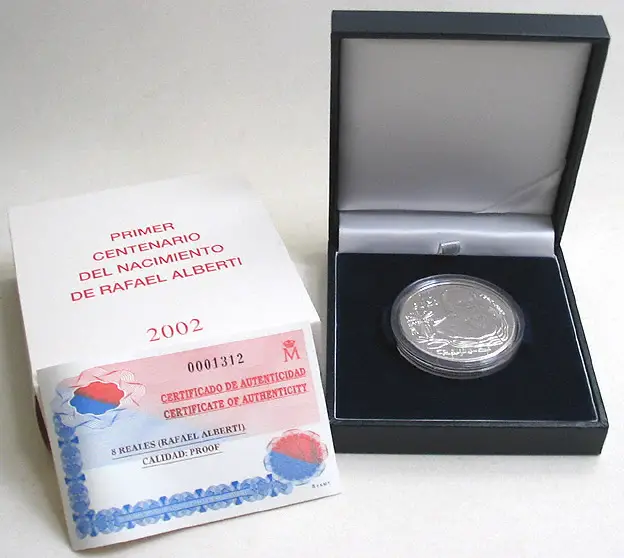 PRIMER
CENTENARIO
DEL NACIMIENTO
DE RAFAEL ALBERTI
2002
0001312
M
CERTIFICADO DE AUTENTICIDAD
CERTIFICATE OF AUTHENTICITY
8 REALES (RAFAEL ALBERTI)
CALIDAD: PROOF